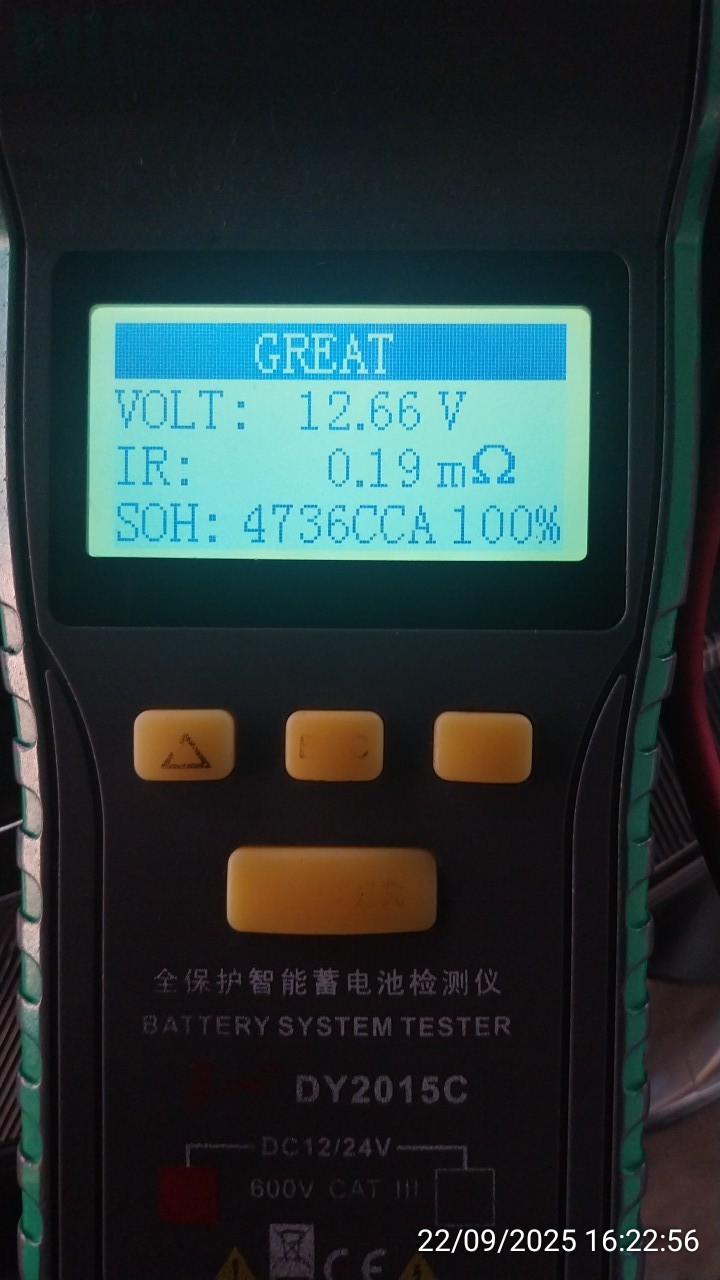 GREAT
VOLT: 12.66 V
IR: 0.19 mΩ
SOH: 4736CCA 100%
全保护智能蓄电池检测仪
BATTERY SYSTEM TESTER
DY2015C
DC12/24V
600V CAT III
CE
22/09/2025 16:22:56